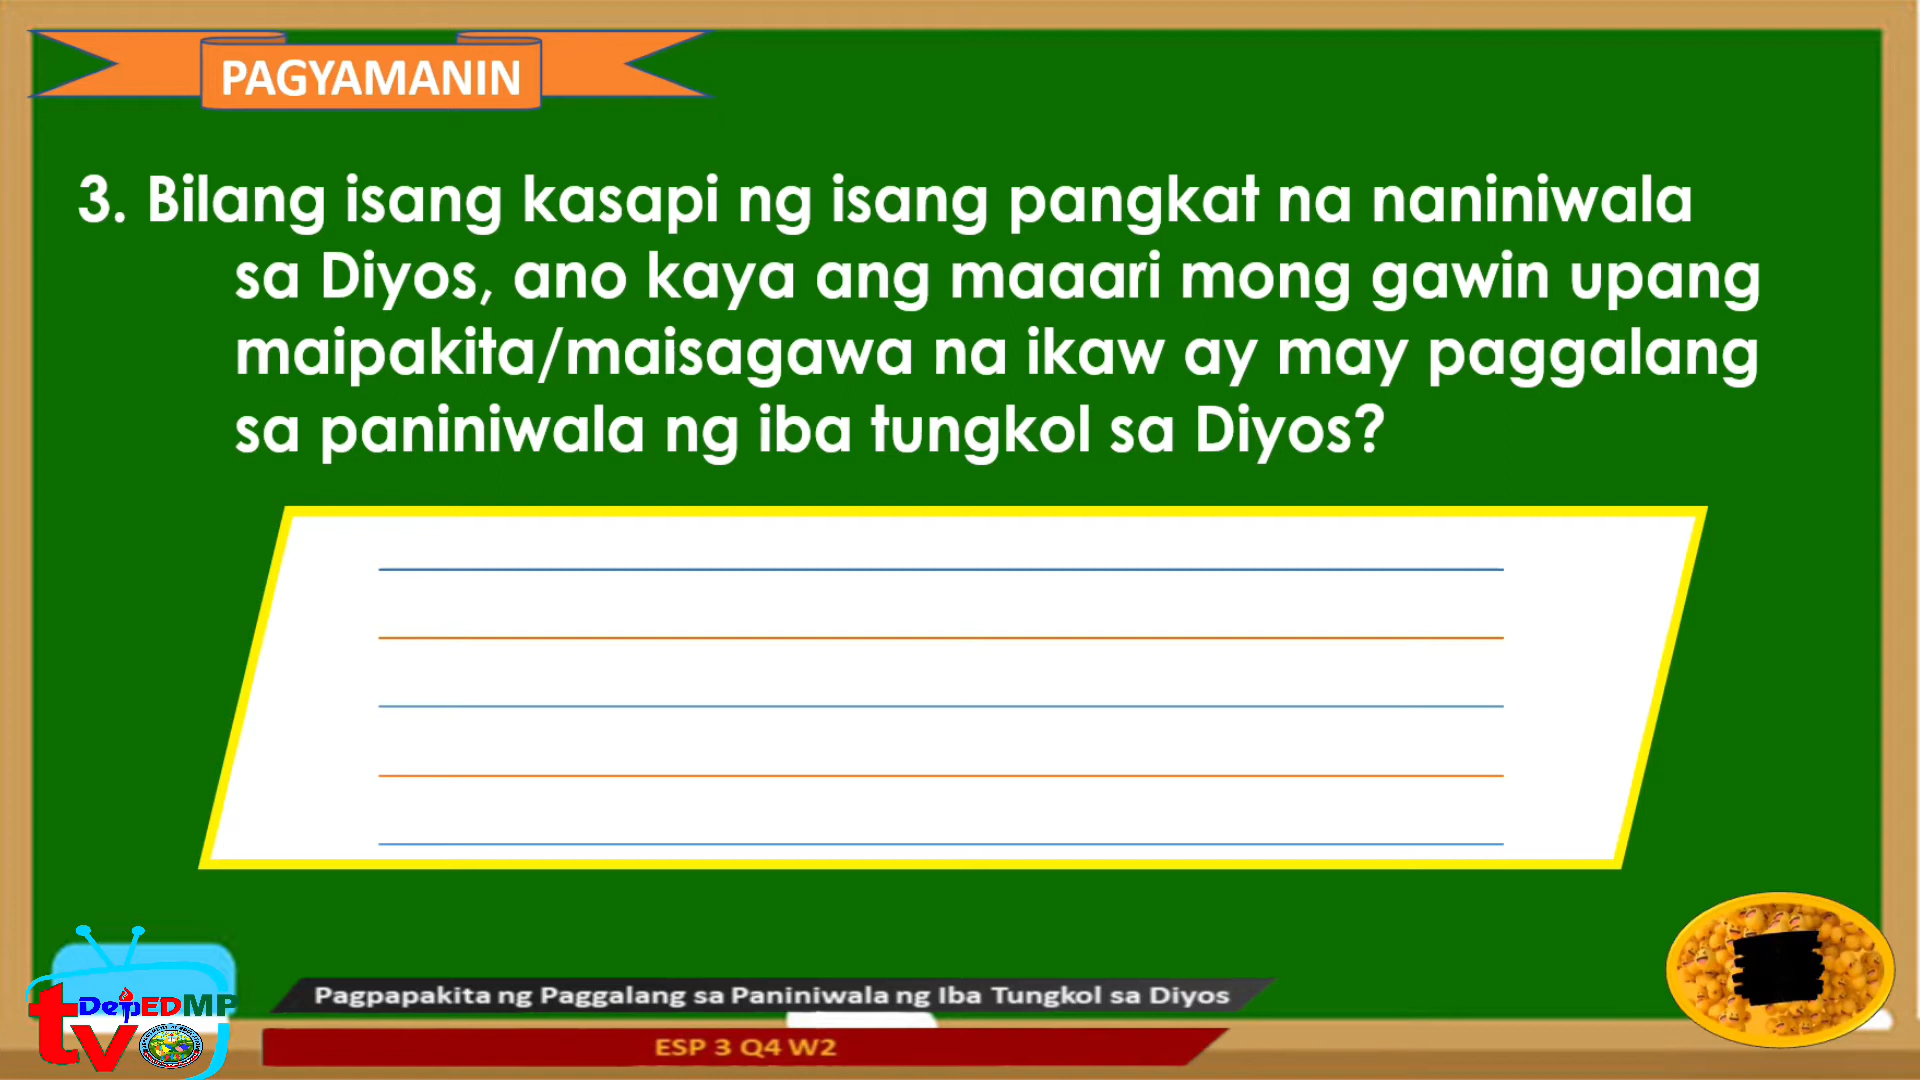 PAGYAMANIN
3. Bilang isang kasapi ng isang pangkat na naniniwala
sa Diyos, ano kaya ang maaari mong gawin upang
maipakita/maisagawa na ikaw ay may paggalang
sa paniniwala ng iba tungkol sa Diyos?
DepEDMP
tv
Pagpapakita ng Paggalang sa Paniniwala ng Iba Tungkol sa Diyos
ESP 3 Q4 W2